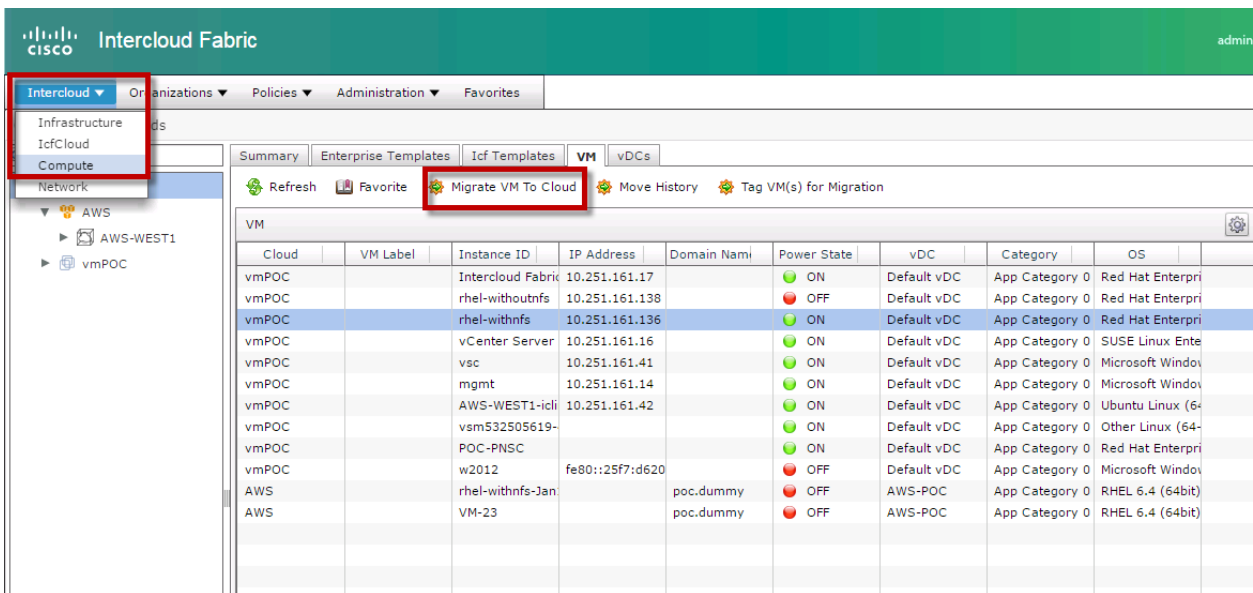 cisco Intercloud Fabric admin
Intercloud ▼ Organizations ▼ Policies ▼ Administration ▼ Favorites
Infrastructure
IcfCloud
Compute
Network
Summary Enterprise Templates Icf Templates VM vDCs
Refresh Favorite Migrate VM To Cloud Move History Tag VM(s) for Migration
AWS
AWS-WEST1
vmPOC
VM
Cloud VM Label Instance ID IP Address Domain Nam Power State vDC Category OS
vmPOC Intercloud Fabric 10.251.161.17 ON Default vDC App Category 0 Red Hat Enterpri
vmPOC rhel-withoutnfs 10.251.161.138 OFF Default vDC App Category 0 Red Hat Enterpri
vmPOC rhel-withnfs 10.251.161.136 ON Default vDC App Category 0 Red Hat Enterpri
vmPOC vCenter Server 10.251.161.16 ON Default vDC App Category 0 SUSE Linux Ente
vmPOC vsc 10.251.161.41 ON Default vDC App Category 0 Microsoft Window
vmPOC mgmt 10.251.161.14 ON Default vDC App Category 0 Microsoft Window
vmPOC AWS-WEST1-icli 10.251.161.42 ON Default vDC App Category 0 Ubuntu Linux (64
vmPOC vsm532505619- ON Default vDC App Category 0 Other Linux (64-
vmPOC POC-PNSC ON Default vDC App Category 0 Red Hat Enterpri
vmPOC w2012 fe80::25f7:d620 OFF Default vDC App Category 0 Microsoft Window
AWS rhel-withnfs-Jan poc.dummy OFF AWS-POC App Category 0 RHEL 6.4 (64bit)
AWS VM-23 poc.dummy OFF AWS-POC App Category 0 RHEL 6.4 (64bit)